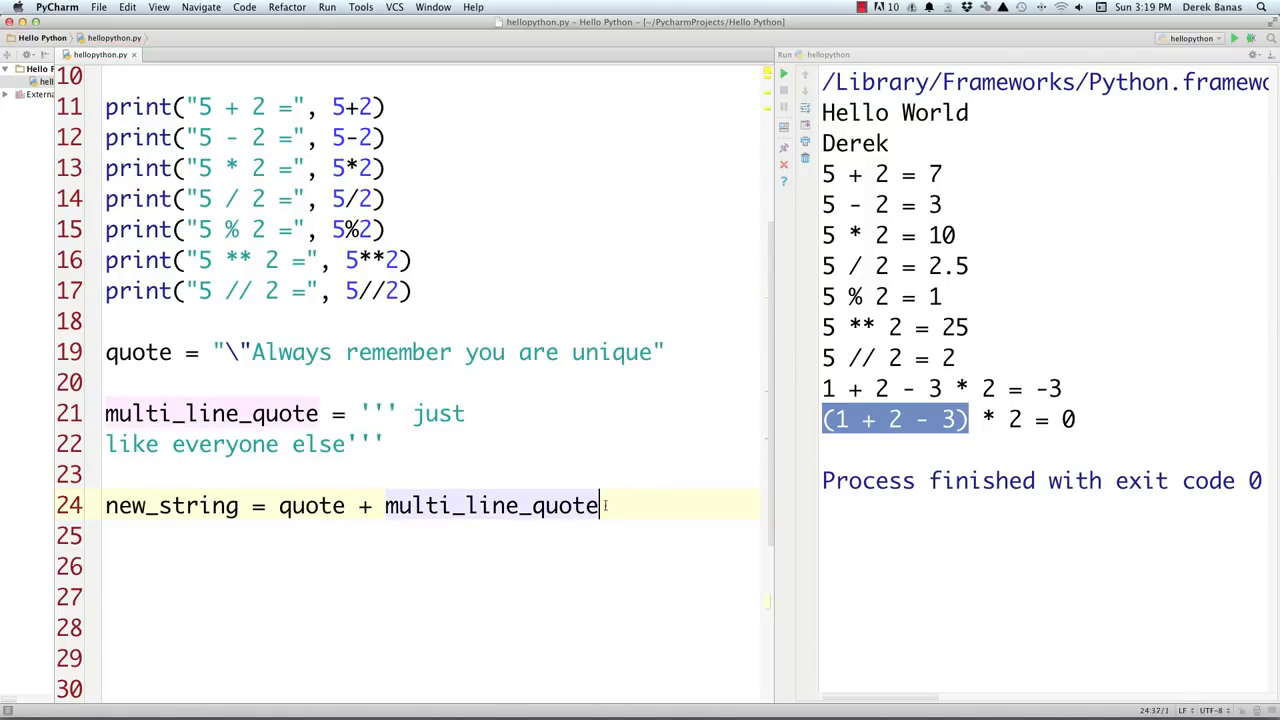 PyCharm File Edit View Navigate Code Refactor Run Tools VCS Window Help 10 Sun 3:19 PM Derek Banas
hellopython.py – Hello Python – [~/PycharmProjects/Hello Python]
Hello Python hellopython.py hellopython
hellopython.py
Run hellopython
Hello P
hell
Externa
10
11 print("5 + 2 =", 5+2)
12 print("5 - 2 =", 5-2)
13 print("5 * 2 =", 5*2)
14 print("5 / 2 =", 5/2)
15 print("5 % 2 =", 5%2)
16 print("5 ** 2 =", 5**2)
17 print("5 // 2 =", 5//2)
18
19 quote = "\"Always remember you are unique"
20
21 multi_line_quote = ''' just
22 like everyone else'''
23
24 new_string = quote + multi_line_quote
25
26
27
28
29
30
/Library/Frameworks/Python.framewo
Hello World
Derek
5 + 2 = 7
5 - 2 = 3
5 * 2 = 10
5 / 2 = 2.5
5 % 2 = 1
5 ** 2 = 25
5 // 2 = 2
1 + 2 - 3 * 2 = -3
(1 + 2 - 3) * 2 = 0
Process finished with exit code 0
24:37/1 LF UTF-8